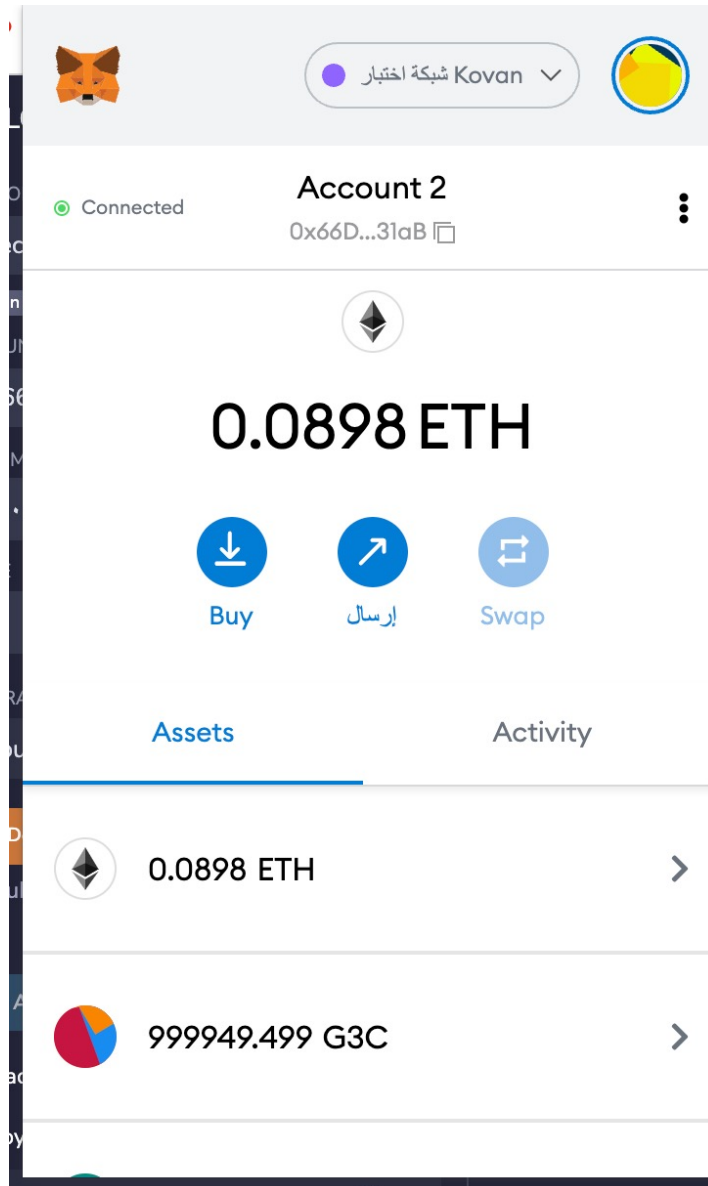 شبكة اختبار Kovan
Connected
Account 2
0x66D...31aB
0.0898 ETH
Buy
إرسال
Swap
Assets
Activity
0.0898 ETH
999949.499 G3C